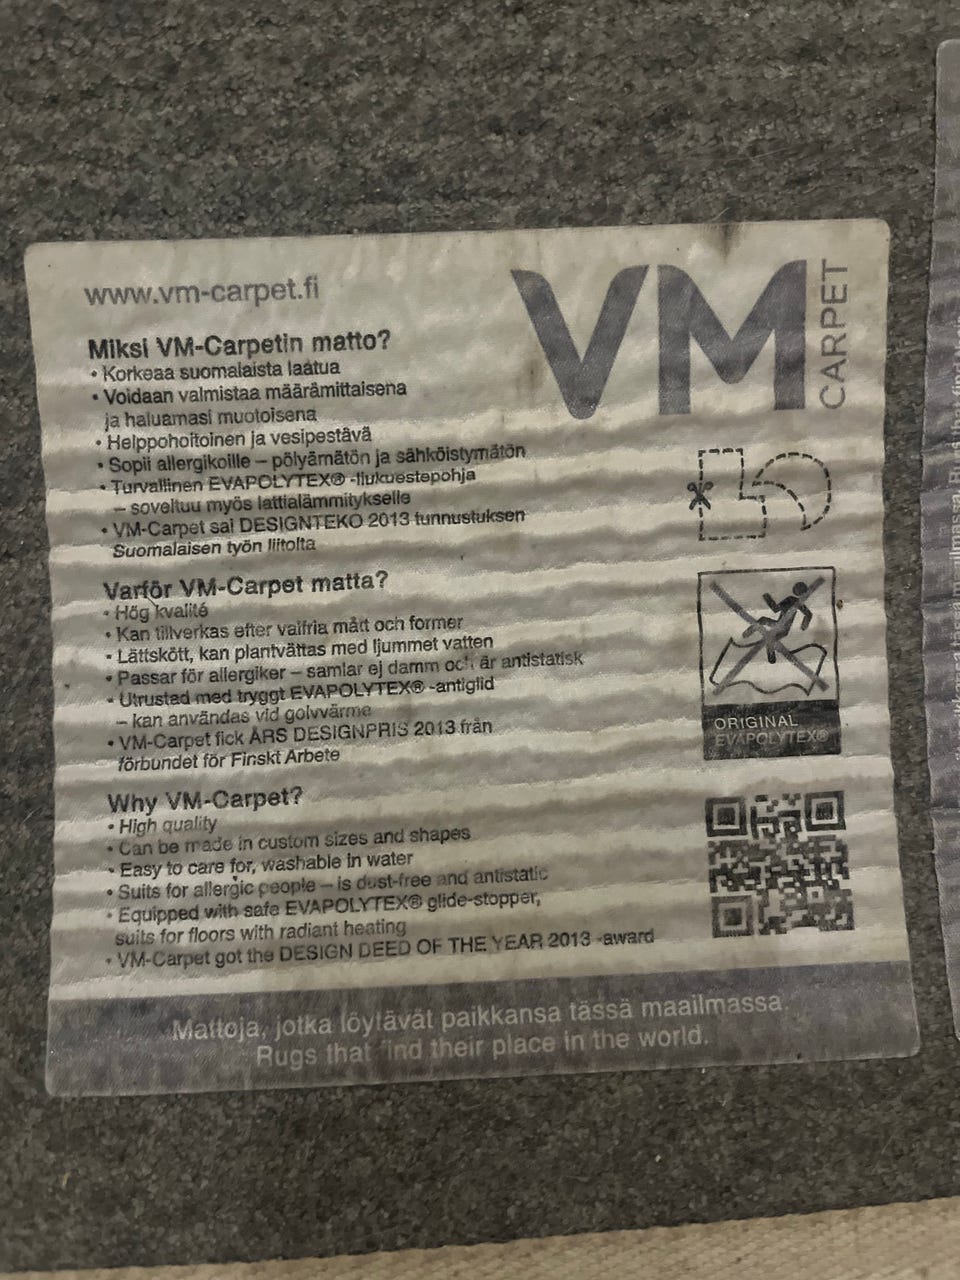 www.vm-carpet.fi
VM
CARPET
Miksi VM-Carpetin matto?
• Korkeaa suomalaista laatua
• Voidaan valmistaa määrämittaisena
ja haluamasi muotoisena
• Helppohoitoinen ja vesipestävä
• Sopii allergikoille – pölyämätön ja sähköistymätön
• Turvallinen EVAPOLYTEX® -liukuestepohja
– soveltuu myös lattialämmitykselle
• VM-Carpet sai DESIGNTEKO 2013 tunnustuksen
Suomalaisen työn liitolta
Varför VM-Carpet matta?
• Hög kvalité
• Kan tillverkas efter valfria mått och former
• Lättskött, kan plantvättas med ljummet vatten
• Passar för allergiker – samlar ej damm och är antistatisk
• Utrustad med tryggt EVAPOLYTEX® -antiglid
– kan användas vid golvvärme
• VM-Carpet fick ÅRS DESIGNPRIS 2013 från
förbundet för Finskt Arbete
ORIGINAL
EVAPOLYTEX®
Why VM-Carpet?
• High quality
• Can be made in custom sizes and shapes
• Easy to care for, washable in water
• Suits for allergic people – is dust-free and antistatic
• Equipped with safe EVAPOLYTEX® glide-stopper,
suits for floors with radiant heating
• VM-Carpet got the DESIGN DEED OF THE YEAR 2013 -award
Mattoja, jotka löytävät paikkansa tässä maailmassa.
Rugs that find their place in the world.